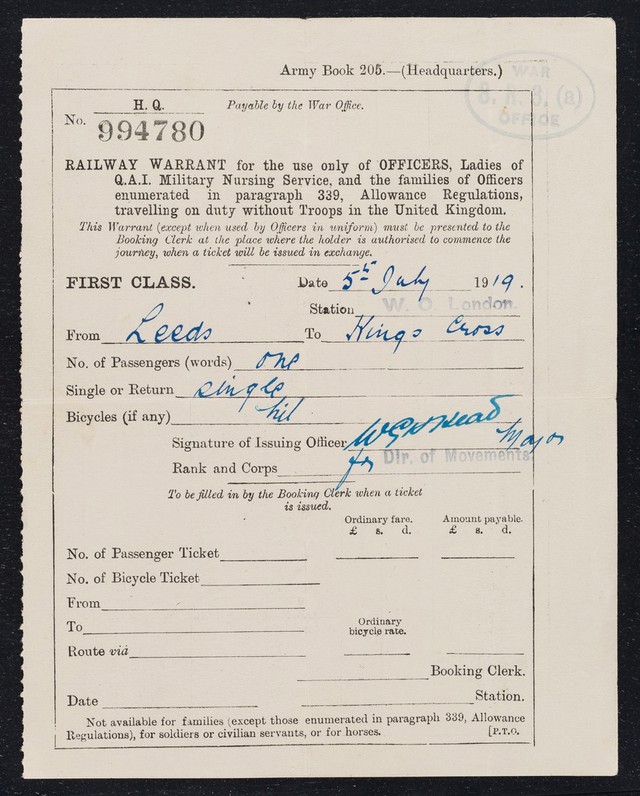 Army Book 205.—(Headquarters.)
WAR
OFFICE
H. Q. Payable by the War Office.
No. 994780
RAILWAY WARRANT for the use only of OFFICERS, Ladies of
Q.A.I. Military Nursing Service, and the families of Officers
enumerated in paragraph 339, Allowance Regulations,
travelling on duty without Troops in the United Kingdom.
This Warrant (except when used by Officers in uniform) must be presented to the
Booking Clerk at the place where the holder is authorised to commence the
journey, when a ticket will be issued in exchange.
FIRST CLASS. Date 5th July 1919.
Station W. O. London.
From Leeds To Kings Cross
No. of Passengers (words) one
Single or Return single
Bicycles (if any) nil
Signature of Issuing Officer Head Major
Rank and Corps for Dir. of Movements.
To be filled in by the Booking Clerk when a ticket
is issued.
Ordinary fare. Amount payable.
£ s. d. £ s. d.
No. of Passenger Ticket
No. of Bicycle Ticket
From
To Ordinary
bicycle rate.
Route viâ
Booking Clerk.
Date Station.
Not available for families (except those enumerated in paragraph 339, Allowance
Regulations), for soldiers or civilian servants, or for horses. [P.T.O.